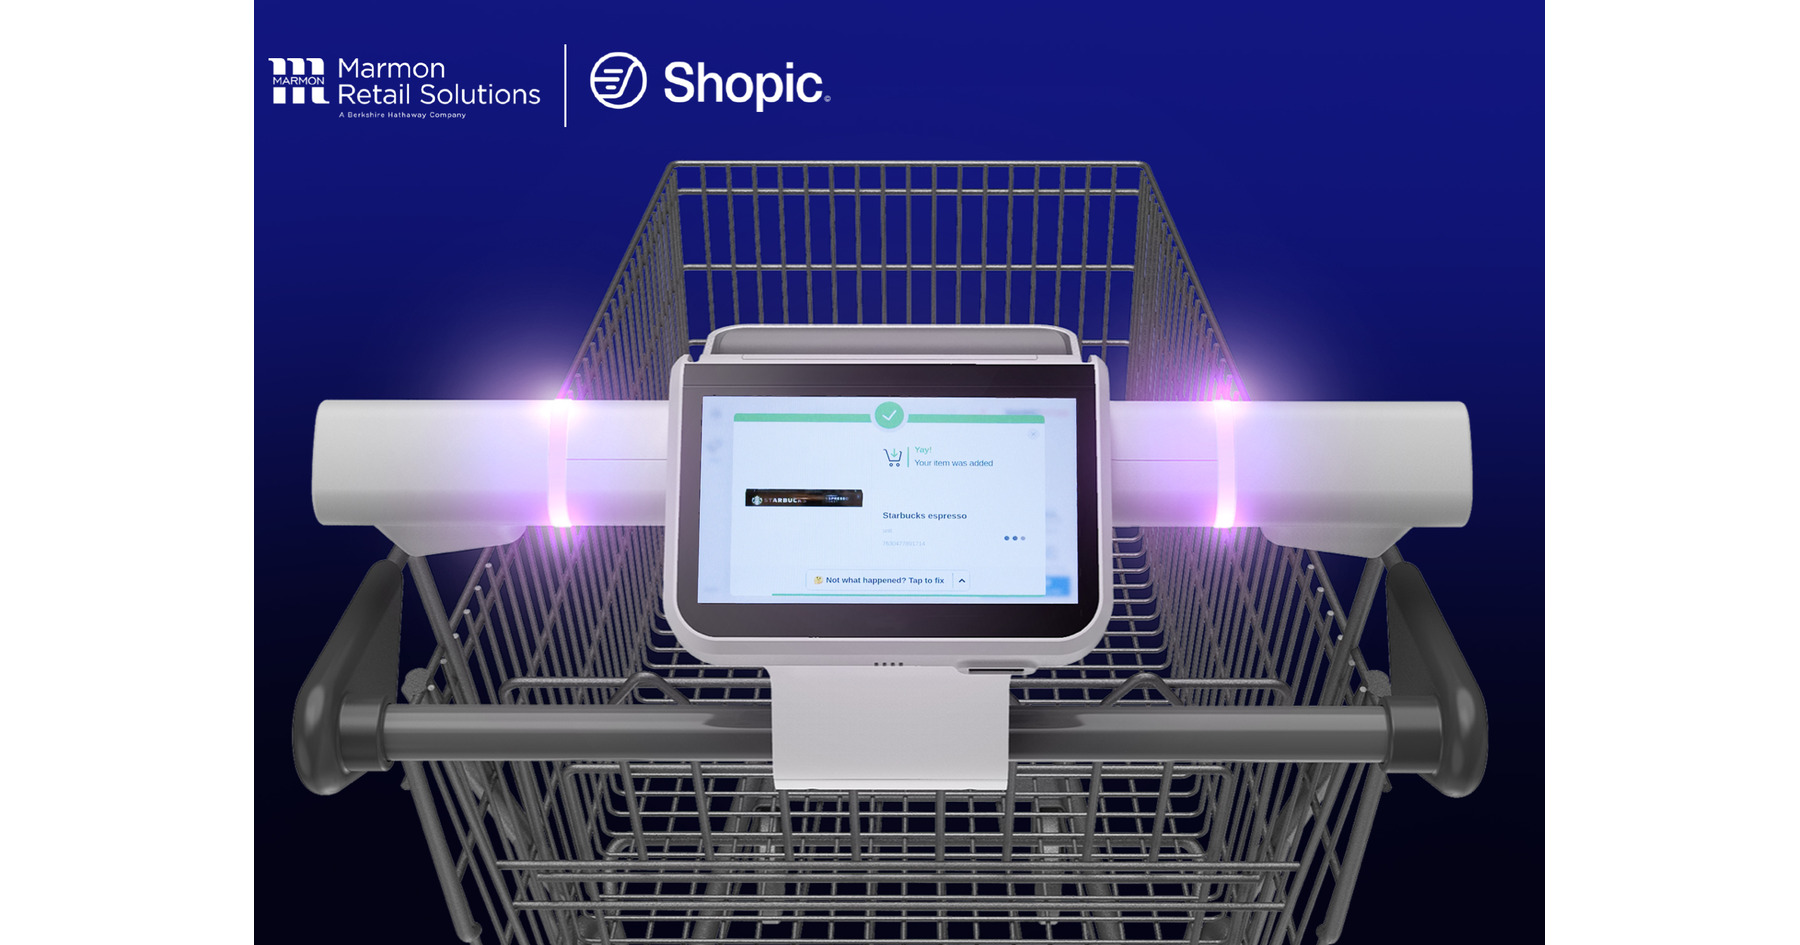 MARMON
Marmon
Retail Solutions
A Berkshire Hathaway Company
Shopic
Yay!
Your item was added
STARBUCKS
Starbucks espresso
Not what happened? Tap to fix